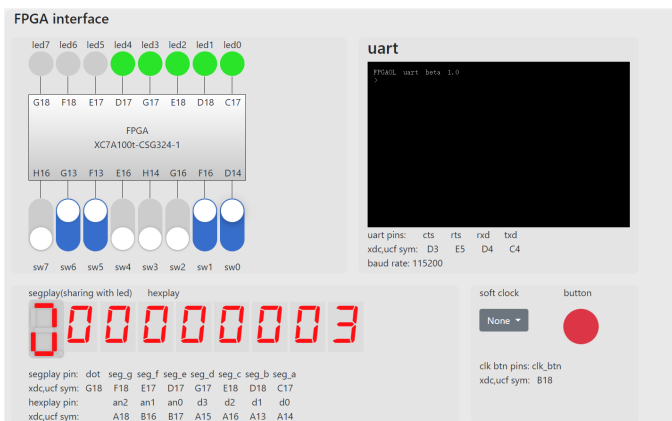 FPGA interface
led7 led6 led5 led4 led3 led2 led1 led0
G18 F18 E17 D17 G17 E18 D18 C17
FPGA
XC7A100t-CSG324-1
H16 G13 F13 E16 H14 G16 F16 D14
sw7 sw6 sw5 sw4 sw3 sw2 sw1 sw0
uart
FPGAOL uart beta 1.0
>
uart pins: cts rts rxd txd
xdc,ucf sym: D3 E5 D4 C4
baud rate: 115200
segplay(sharing with led) hexplay
00000003
segplay pin: dot seg_g seg_f seg_e seg_d seg_c seg_b seg_a
xdc,ucf sym: G18 F18 E17 D17 G17 E18 D18 C17
hexplay pin: an2 an1 an0 d3 d2 d1 d0
xdc,ucf sym: A18 B16 B17 A15 A16 A13 A14
soft clock button
None
clk btn pins: clk_btn
xdc,ucf sym: B18